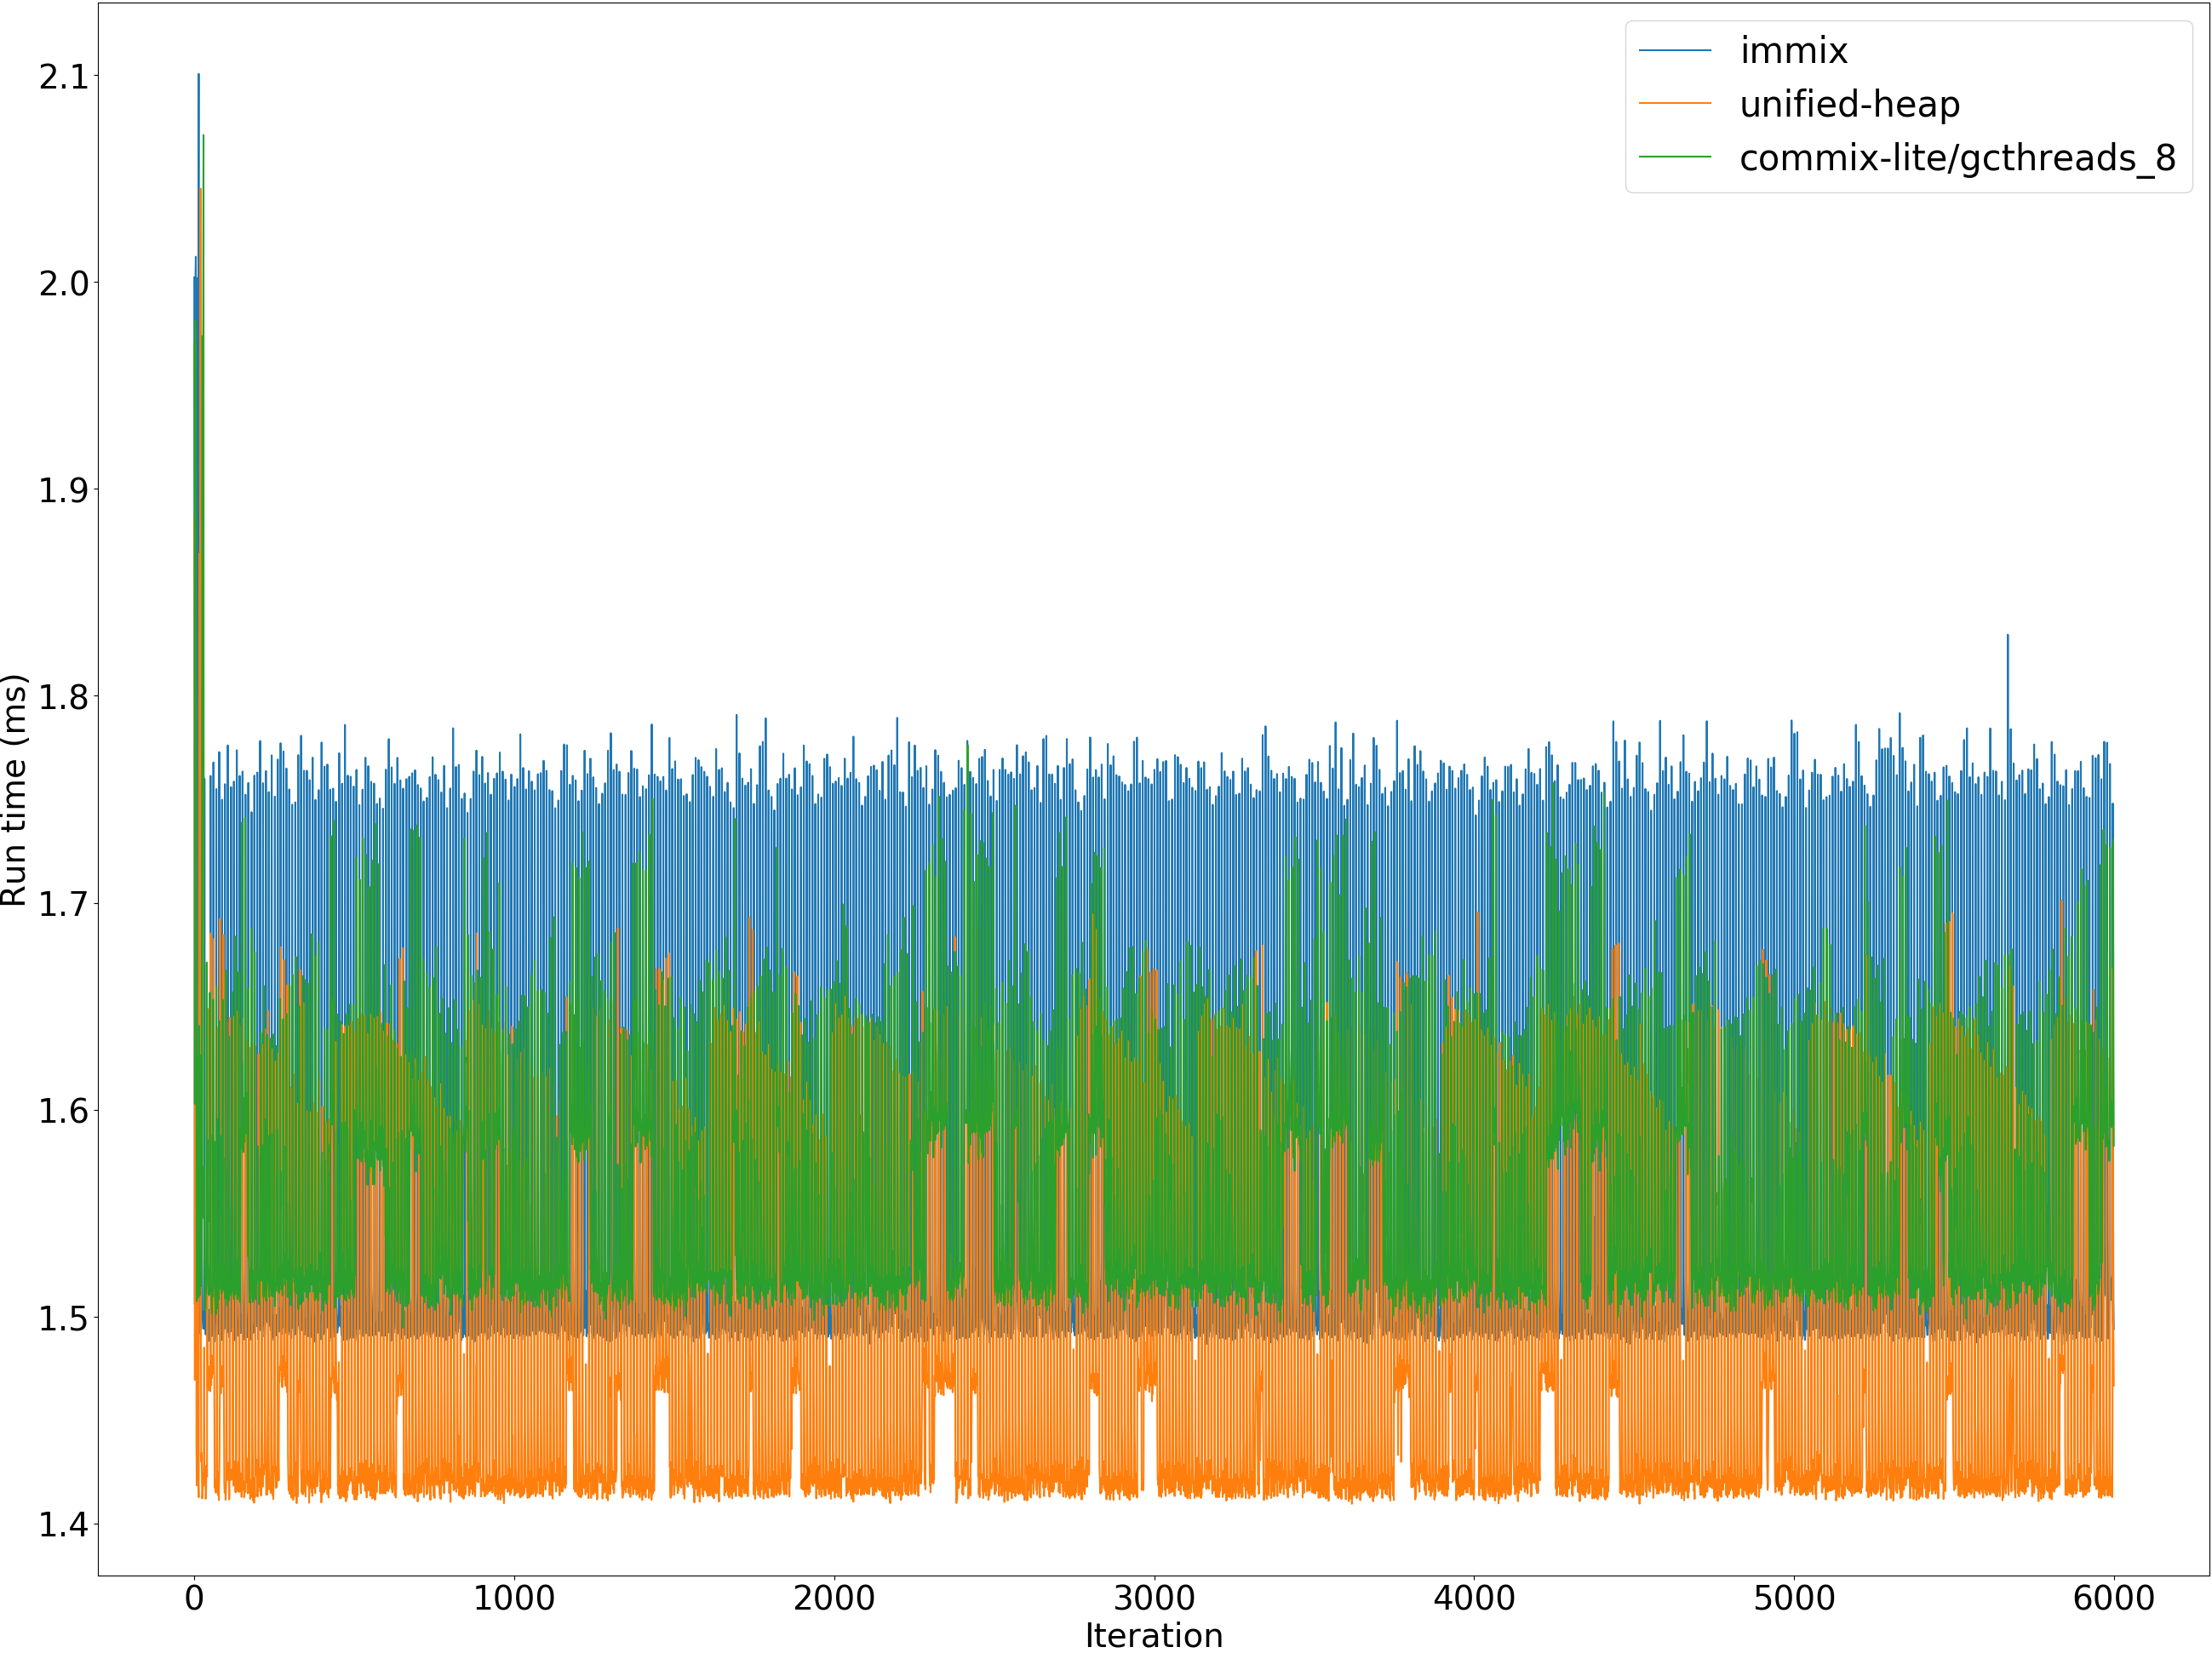 immix
unified-heap
commix-lite/gcthreads_8
2.1
2.0
1.9
1.8
1.7
1.6
1.5
1.4
Run time (ms)
0 1000 2000 3000 4000 5000 6000
Iteration